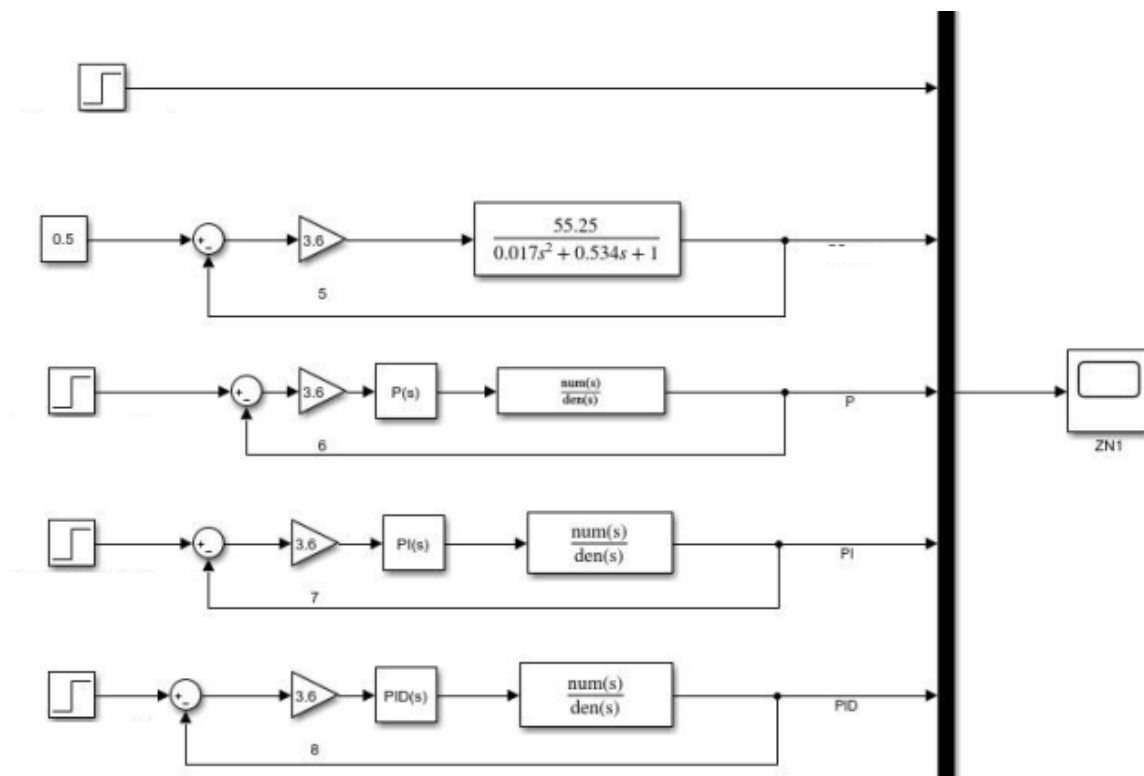 0.5
+
-
3.6
55.25
0.017s² + 0.534s + 1
5
+
-
3.6
P(s)
num(s)
den(s)
P
6
ZN1
+
-
3.6
PI(s)
num(s)
den(s)
PI
7
+
-
3.6
PID(s)
num(s)
den(s)
PID
8